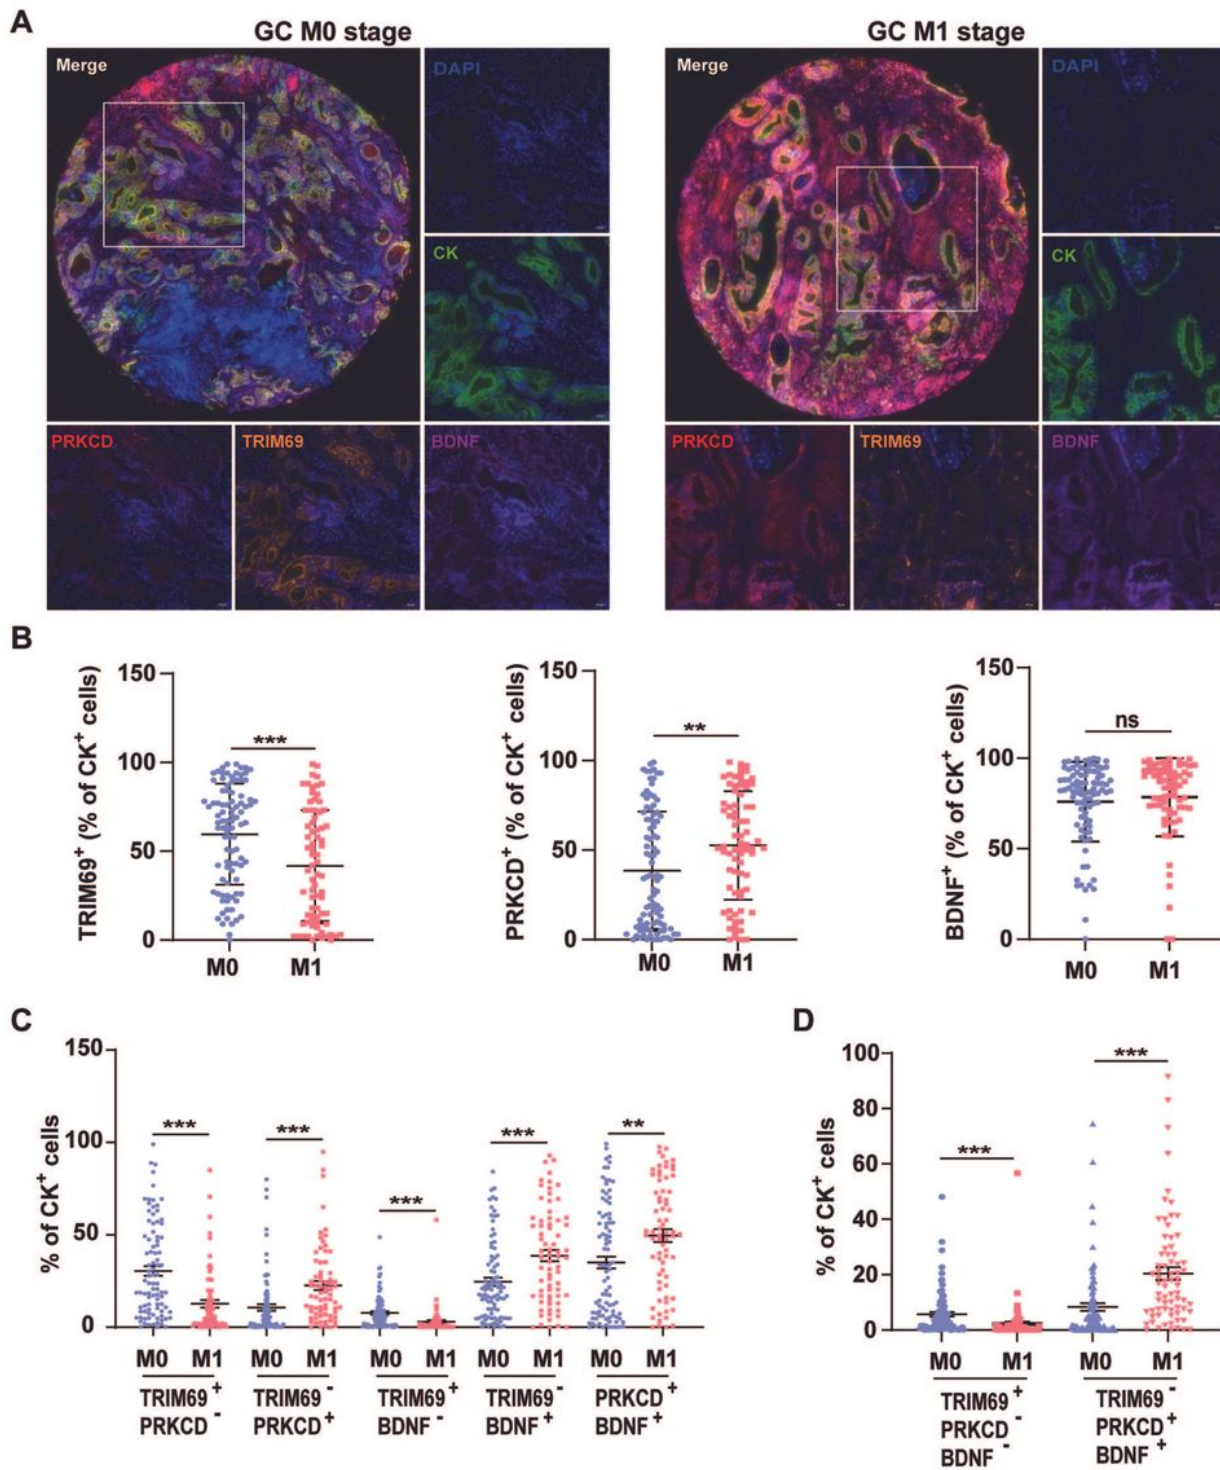 A
GC M0 stage
GC M1 stage
Merge
DAPI
CK
PRKCD
TRIM69
BDNF
Merge
DAPI
CK
PRKCD
TRIM69
BDNF
B
TRIM69⁺ (% of CK⁺ cells)
150
100
50
0
***
M0 M1
PRKCD⁺ (% of CK⁺ cells)
150
100
50
0
**
M0 M1
BDNF⁺ (% of CK⁺ cells)
150
100
50
0
ns
M0 M1
C
% of CK⁺ cells
150
100
50
0
*** *** *** *** **
M0 M1 M0 M1 M0 M1 M0 M1 M0 M1
TRIM69⁺ TRIM69⁻ TRIM69⁺ TRIM69⁻ PRKCD⁺
PRKCD⁻ PRKCD⁺ BDNF⁻ BDNF⁺ BDNF⁺
D
% of CK⁺ cells
100
80
60
40
20
0
*** ***
M0 M1 M0 M1
TRIM69⁺ TRIM69⁻
PRKCD⁻ PRKCD⁺
BDNF⁻ BDNF⁺